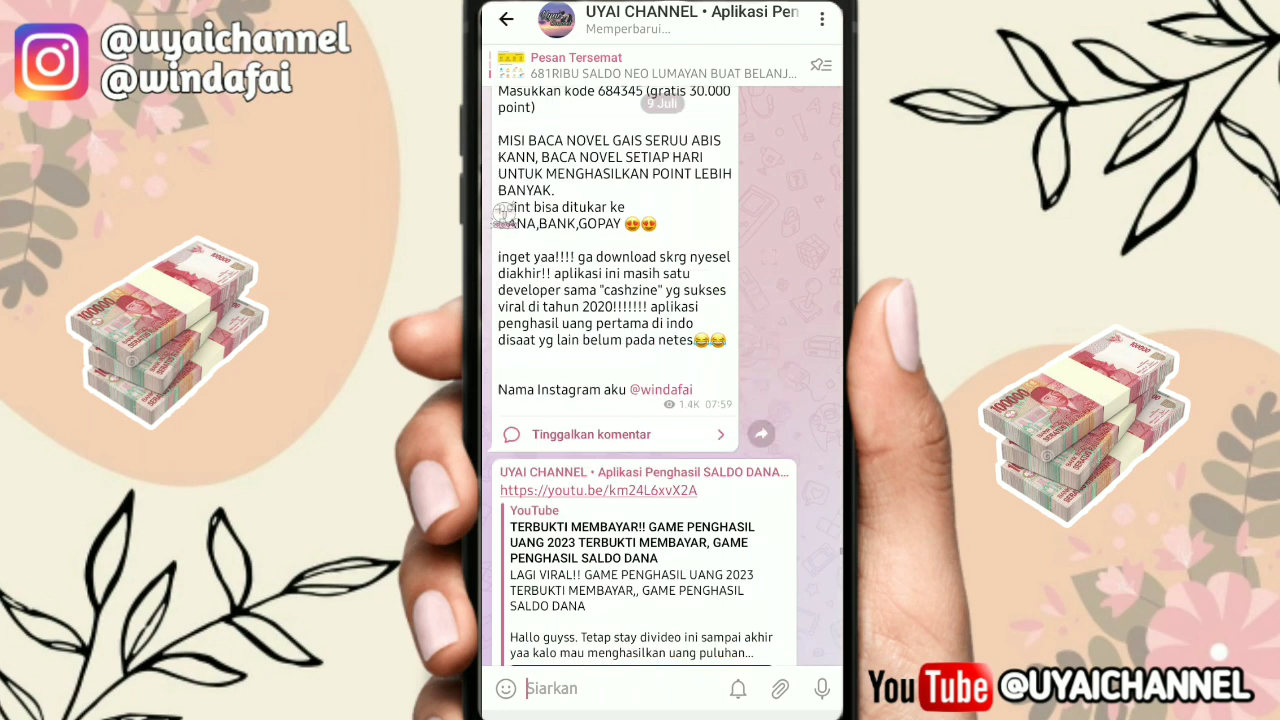 @uyaichannel
@windafai
UYAI CHANNEL • Aplikasi Pen
Memperbarui...
Pesan Tersemat
681RIBU SALDO NEO LUMAYAN BUAT BELANJ...
Masukkan kode 684345 (gratis 30.000
point)
9 Juli
MISI BACA NOVEL GAIS SERUU ABIS
KANN, BACA NOVEL SETIAP HARI
UNTUK MENGHASILKAN POINT LEBIH
BANYAK.
int bisa ditukar ke
ANA,BANK,GOPAY 😍😍
inget yaa!!!! ga download skrg nyesel
diakhir!! aplikasi ini masih satu
developer sama "cashzine" yg sukses
viral di tahun 2020!!!!!!! aplikasi
penghasil uang pertama di indo
disaat yg lain belum pada netes😂😂
Nama Instagram aku @windafai
1.4K 07:59
Tinggalkan komentar
UYAI CHANNEL • Aplikasi Penghasil SALDO DANA...
https://youtu.be/km24L6xvX2A
YouTube
TERBUKTI MEMBAYAR!! GAME PENGHASIL
UANG 2023 TERBUKTI MEMBAYAR, GAME
PENGHASIL SALDO DANA
LAGI VIRAL!! GAME PENGHASIL UANG 2023
TERBUKTI MEMBAYAR,, GAME PENGHASIL
SALDO DANA
Hallo guyss. Tetap stay divideo ini sampai akhir
yaa kalo mau menghasilkan uang puluhan...
Siarkan
100000
100000
YouTube @UYAICHANNEL